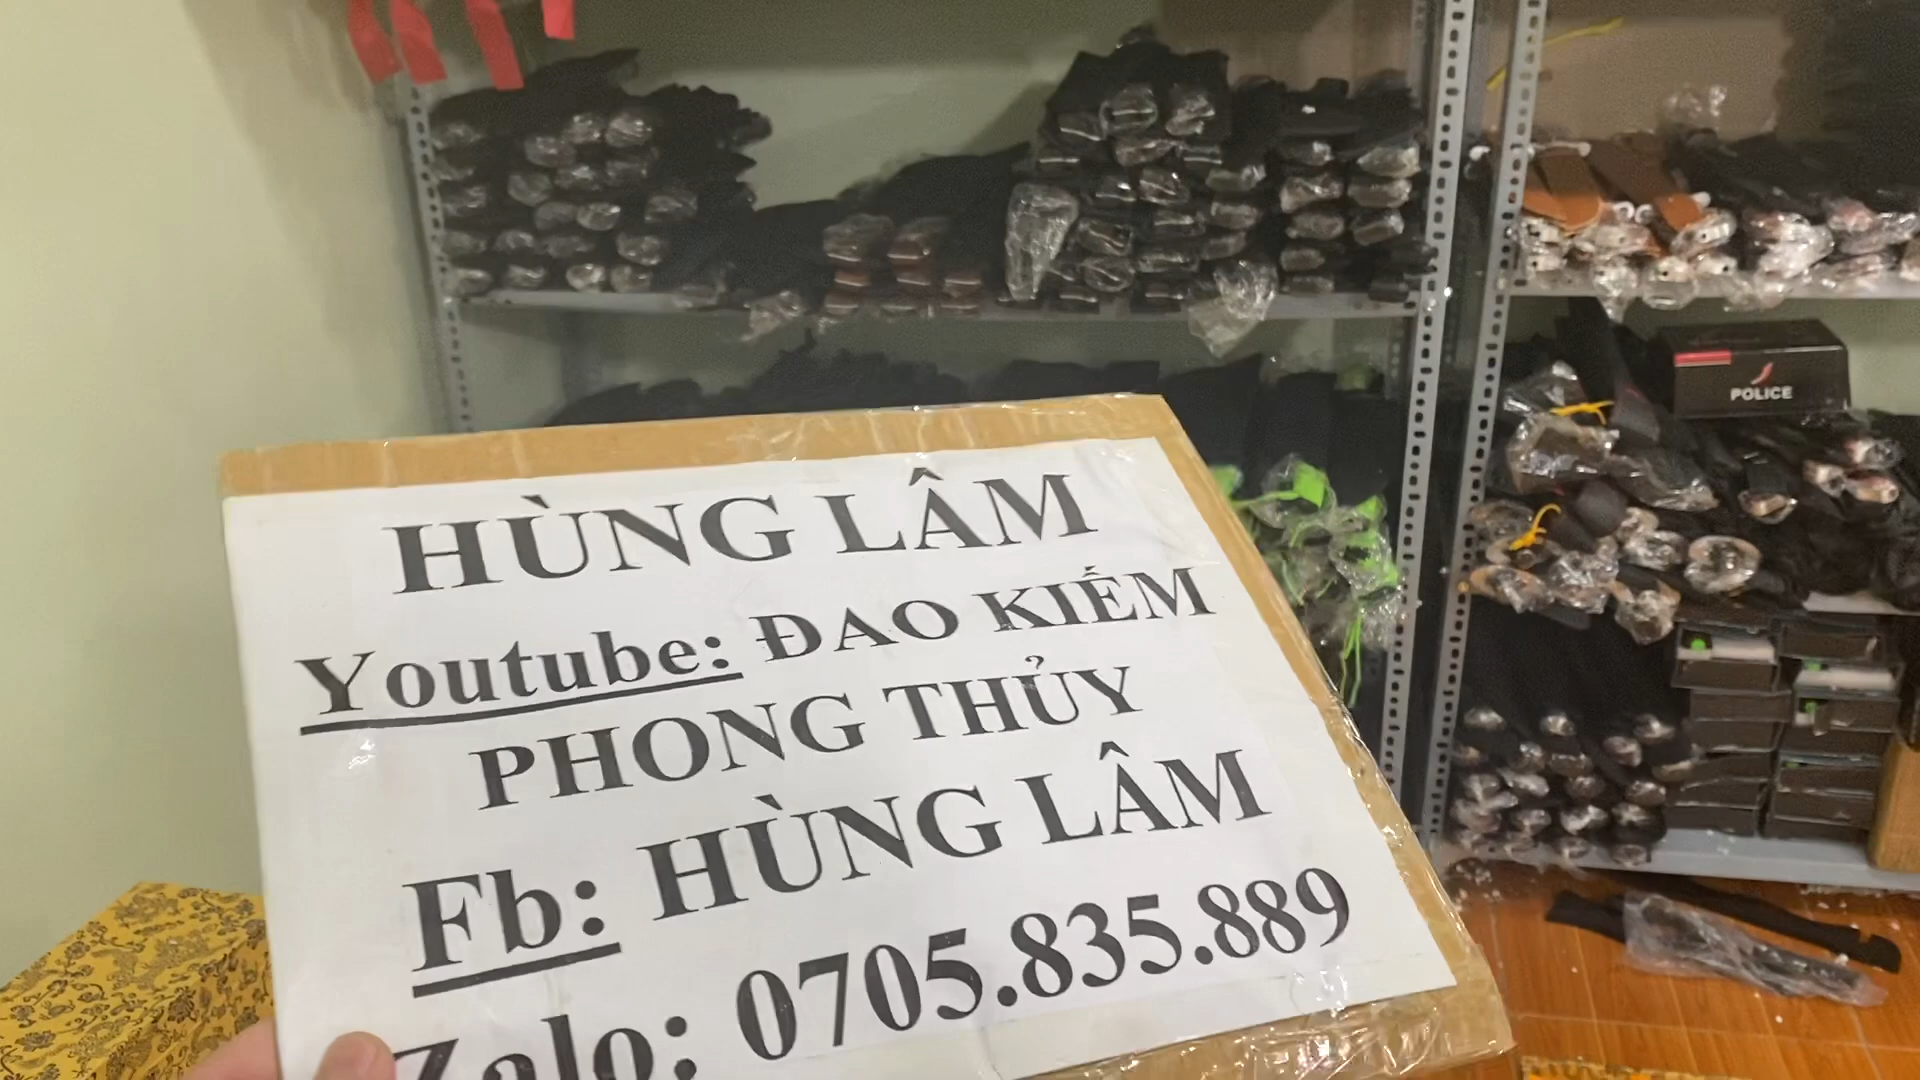 POLICE
HÙNG LÂM
Youtube: ĐAO KIẾM
PHONG THỦY
Fb: HÙNG LÂM
Zalo: 0705.835.889